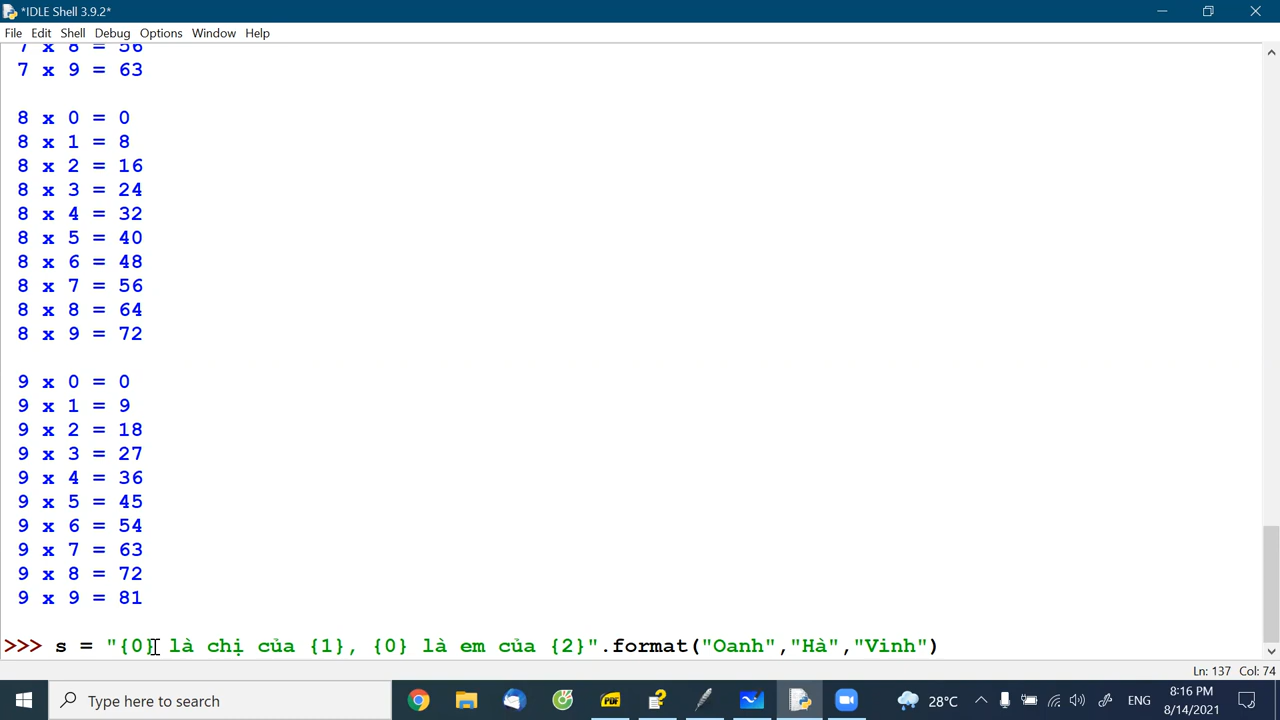 *IDLE Shell 3.9.2*
File Edit Shell Debug Options Window Help
7 x 8 = 56
7 x 9 = 63
8 x 0 = 0
8 x 1 = 8
8 x 2 = 16
8 x 3 = 24
8 x 4 = 32
8 x 5 = 40
8 x 6 = 48
8 x 7 = 56
8 x 8 = 64
8 x 9 = 72
9 x 0 = 0
9 x 1 = 9
9 x 2 = 18
9 x 3 = 27
9 x 4 = 36
9 x 5 = 45
9 x 6 = 54
9 x 7 = 63
9 x 8 = 72
9 x 9 = 81
>>> s = "{0} là chị của {1}, {0} là em của {2}".format("Oanh","Hà","Vinh")
Ln: 137 Col: 74
Type here to search
28°C
ENG
8:16 PM
8/14/2021